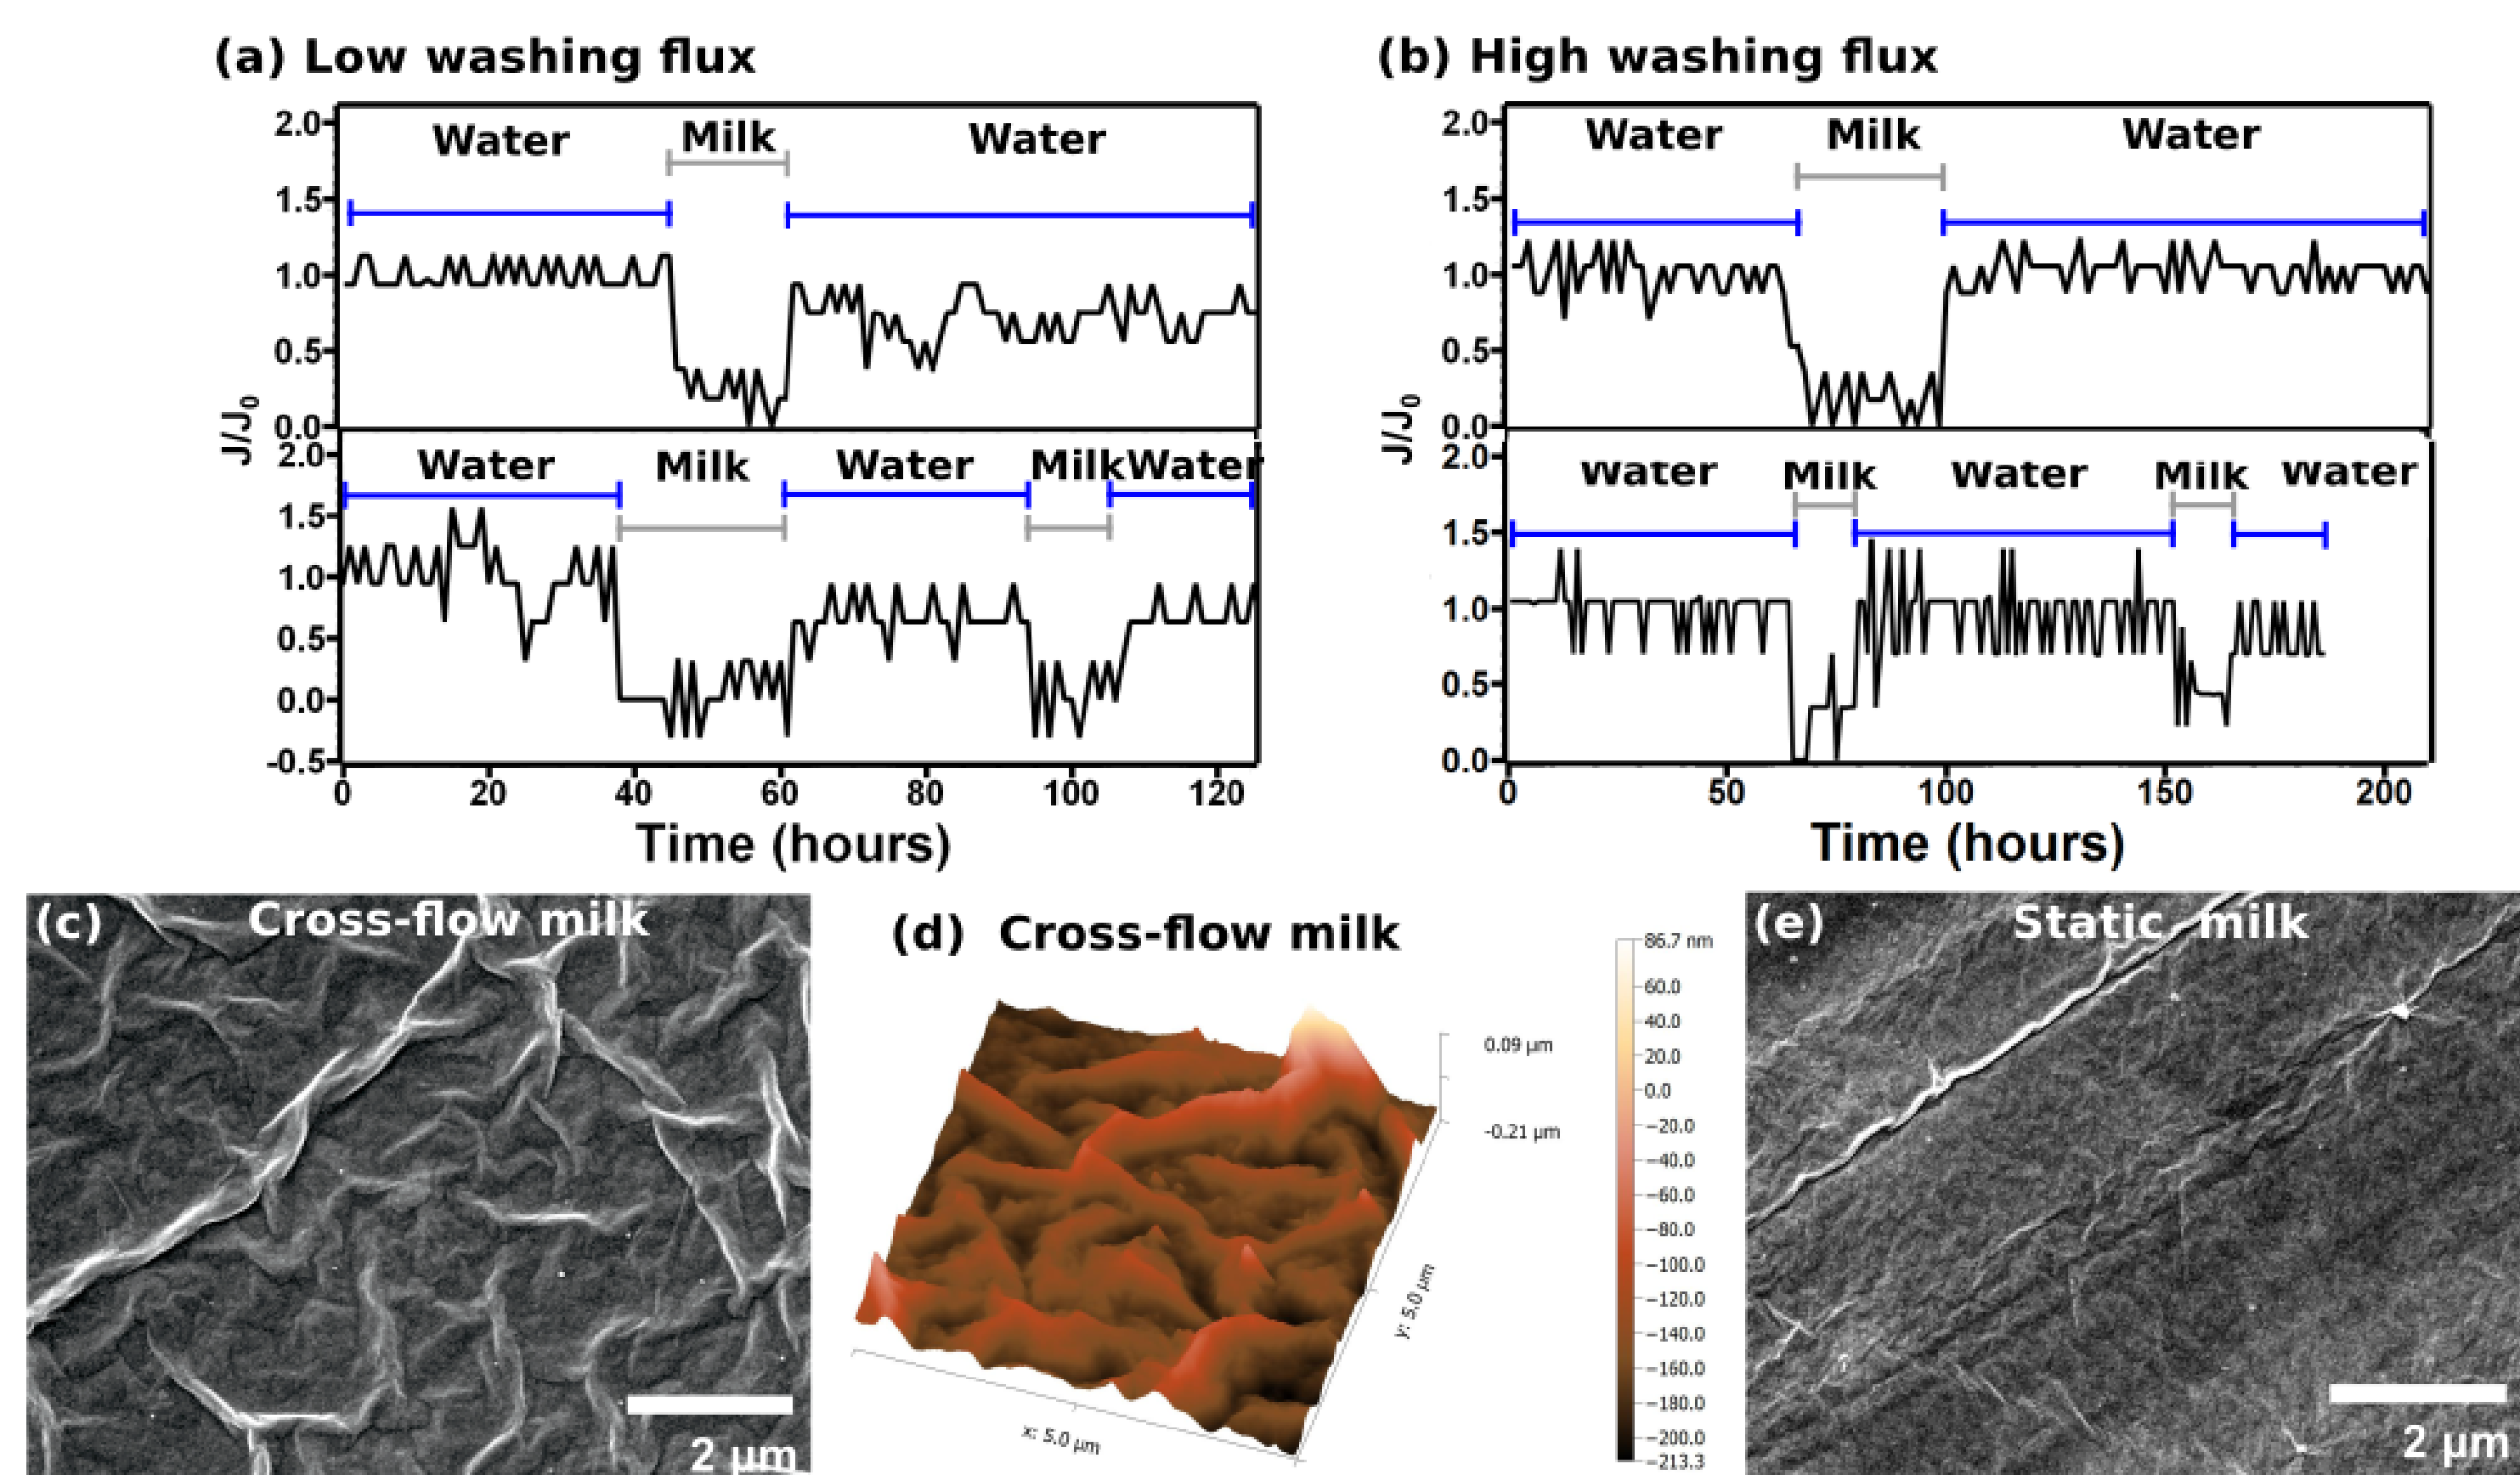 (a) Low washing flux
Water Milk Water
2.0
1.5
1.0
0.5
0.0
J/J0
Water Milk Water Milk Water
2.0
1.5
1.0
0.5
0.0
-0.5
0 20 40 60 80 100 120
Time (hours)
(b) High washing flux
Water Milk Water
2.0
1.5
1.0
0.5
0.0
J/J0
Water Milk Water Milk Water
2.0
1.5
1.0
0.5
0.0
0 50 100 150 200
Time (hours)
(c) Cross-flow milk
2 µm
(d) Cross-flow milk
0.09 µm
-0.21 µm
y: 5.0 µm
x: 5.0 µm
86.7 nm
60.0
40.0
20.0
0.0
−20.0
−40.0
−60.0
−80.0
−100.0
−120.0
−140.0
−160.0
−180.0
−200.0
−213.3
(e) Static milk
2 µm